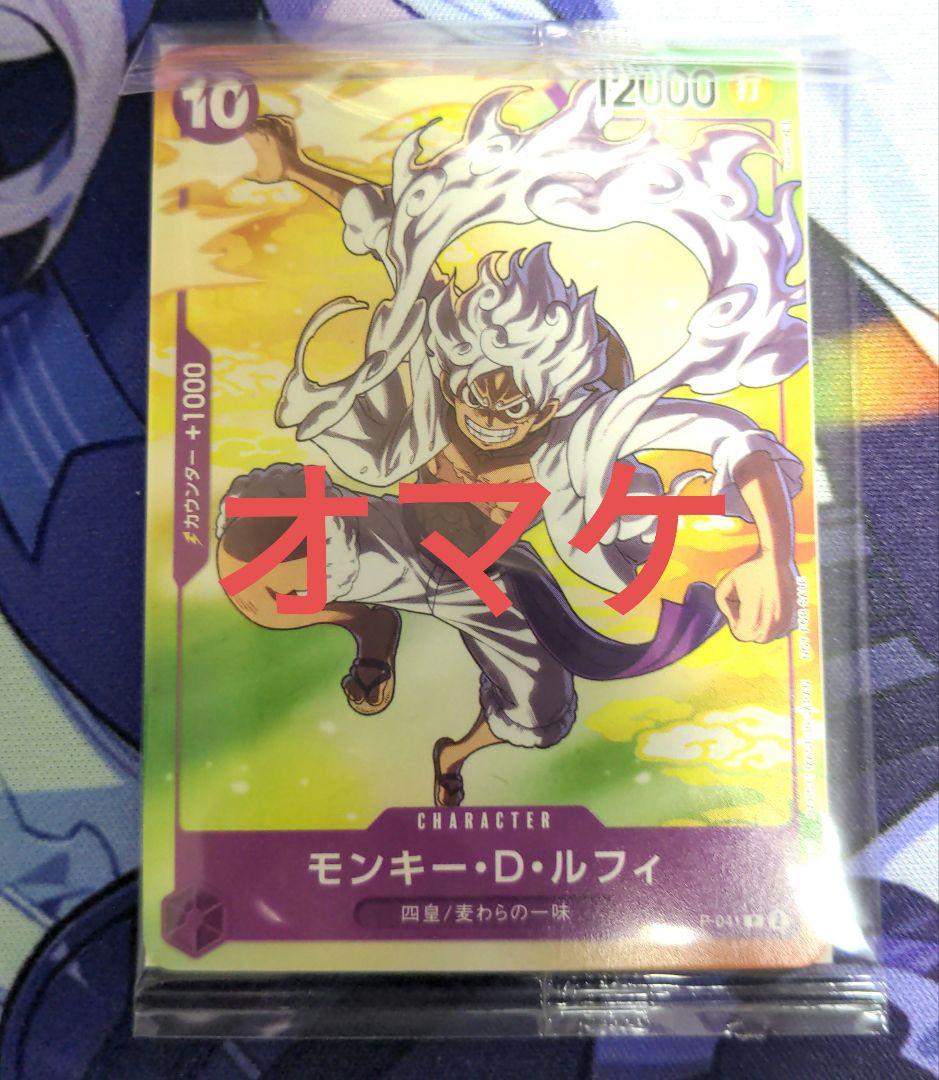 10
12000
打
カウンター +1000
オマケ
CHARACTER
モンキー・D・ルフィ
四皇/麦わらの一味
P-041 P